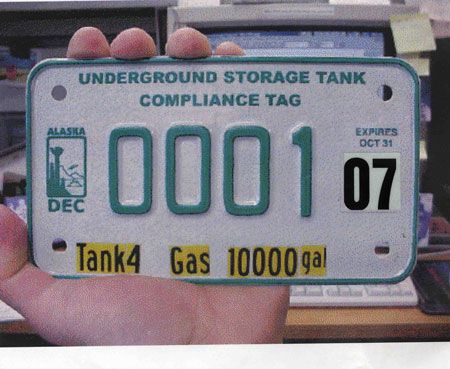 UNDERGROUND STORAGE TANK
COMPLIANCE TAG
ALASKA
DEC
0001
EXPIRES
OCT 31
07
Tank4 Gas 10000gal